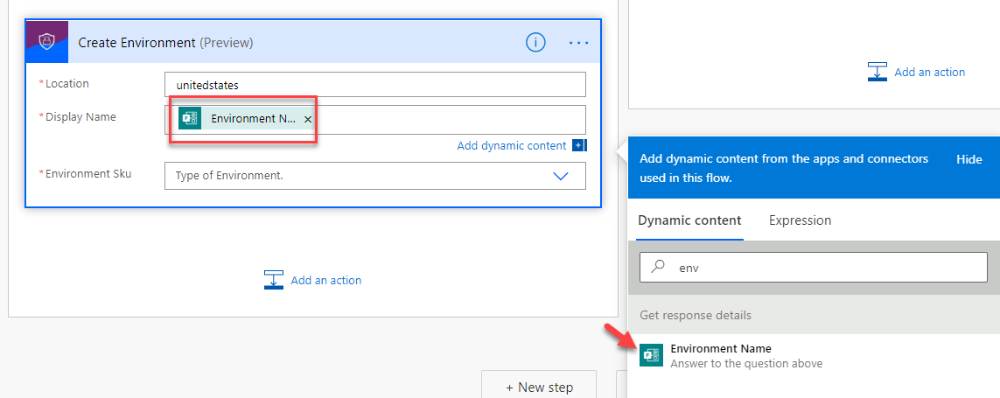 Create Environment (Preview)
* Location
unitedstates
* Display Name
Environment N... ×
Add dynamic content
* Environment Sku
Type of Environment.
Add an action
+ New step
Add an action
Add dynamic content from the apps and connectors
used in this flow.
Hide
Dynamic content
Expression
env
Get response details
Environment Name
Answer to the question above